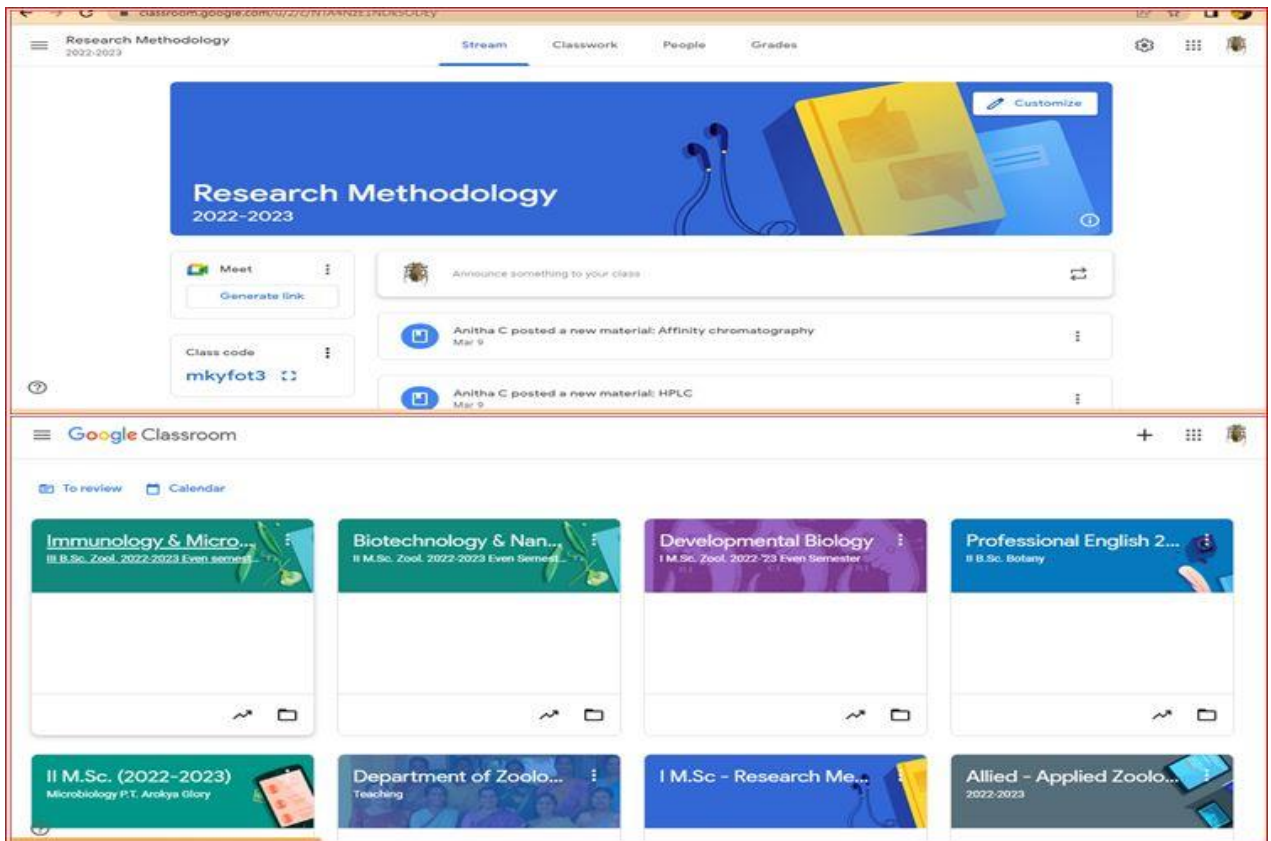 classroom.google.com/u/2/c/
Research Methodology
2022-2023
Stream Classwork People Grades
Customize
Research Methodology
2022-2023
Meet
Generate link
Announce something to your class
Class code
mkyfot3
Anitha C posted a new material: Affinity chromatography
Mar 9
Anitha C posted a new material: HPLC
Mar 9
Google Classroom
To review Calendar
Immunology & Micro...
III B.Sc. Zool. 2022-2023 Even semest...
Biotechnology & Nan...
II M.Sc. Zool. 2022-2023 Even Semest...
Developmental Biology
I M.Sc. Zool. 2022-'23 Even Semester
Professional English 2...
II B.Sc. Botany
II M.Sc. (2022-2023)
Microbiology P.T. Arokya Glory
Department of Zoolo...
Teaching
I M.Sc - Research Me...
Allied - Applied Zoolo...
2022-2023